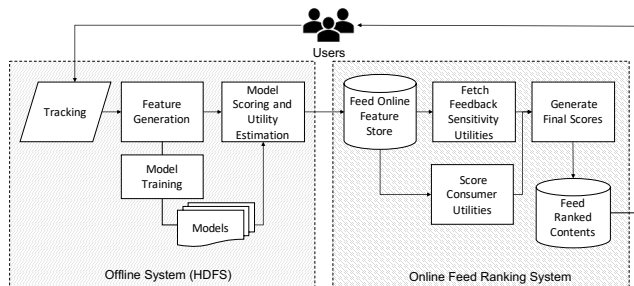 Users
Tracking
Feature
Generation
Model
Scoring and
Utility
Estimation
Model
Training
Models
Offline System (HDFS)
Feed Online
Feature
Store
Fetch
Feedback
Sensitivity
Utilities
Generate
Final Scores
Score
Consumer
Utilities
Feed
Ranked
Contents
Online Feed Ranking System